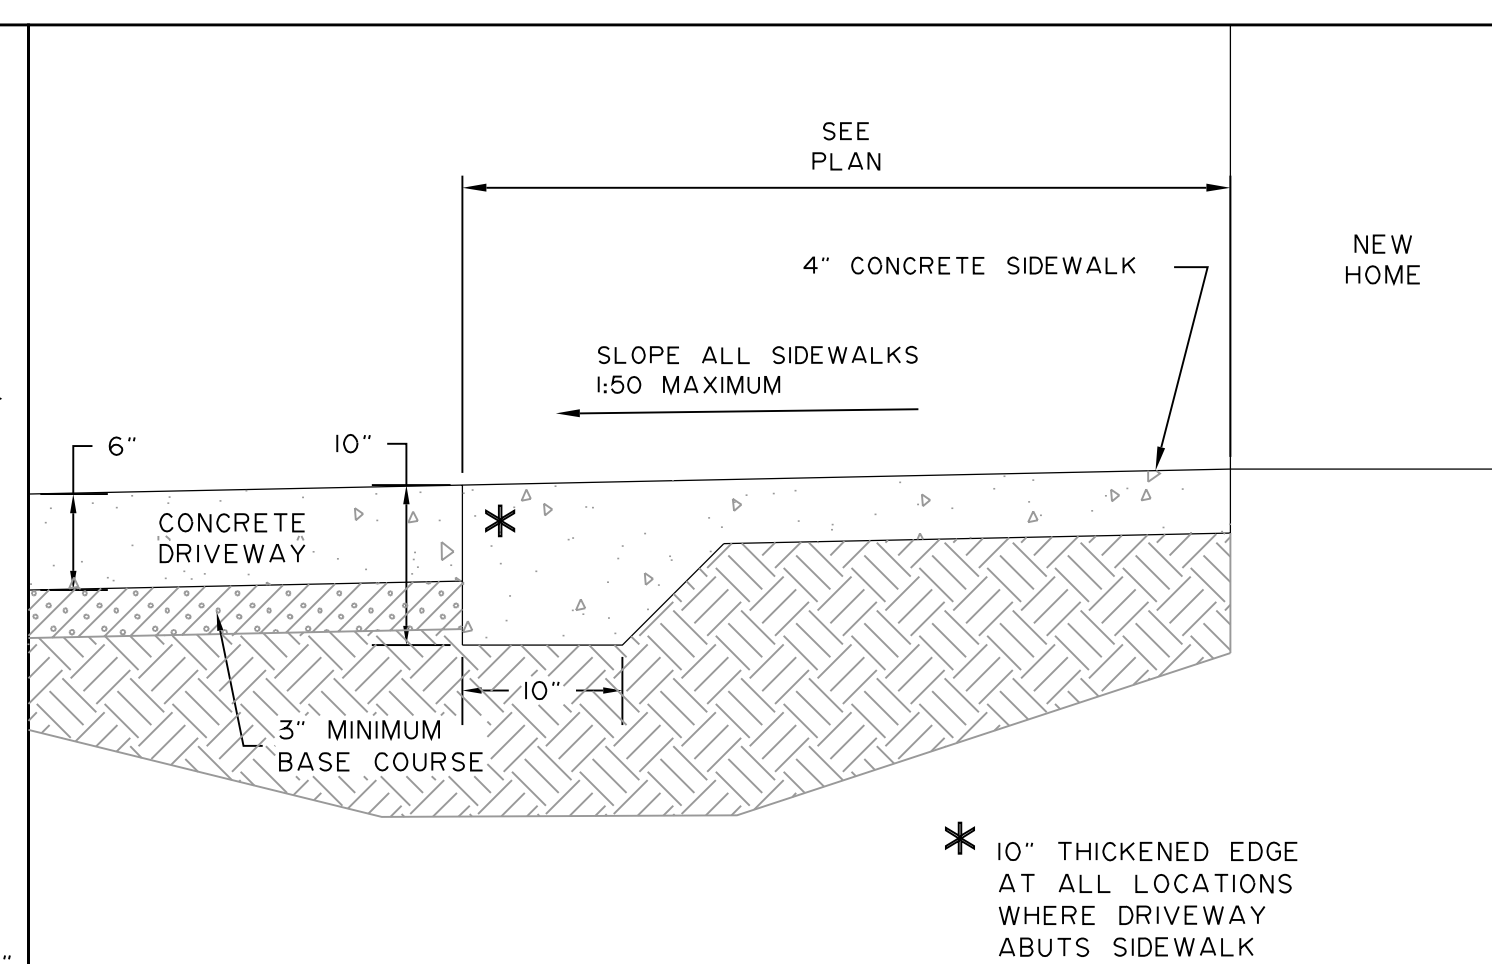 SEE
PLAN
NEW
HOME
4" CONCRETE SIDEWALK
SLOPE ALL SIDEWALKS
1:50 MAXIMUM
6"
10"
CONCRETE
DRIVEWAY
10"
3" MINIMUM
BASE COURSE
* 10" THICKENED EDGE
AT ALL LOCATIONS
WHERE DRIVEWAY
ABUTS SIDEWALK
*
"